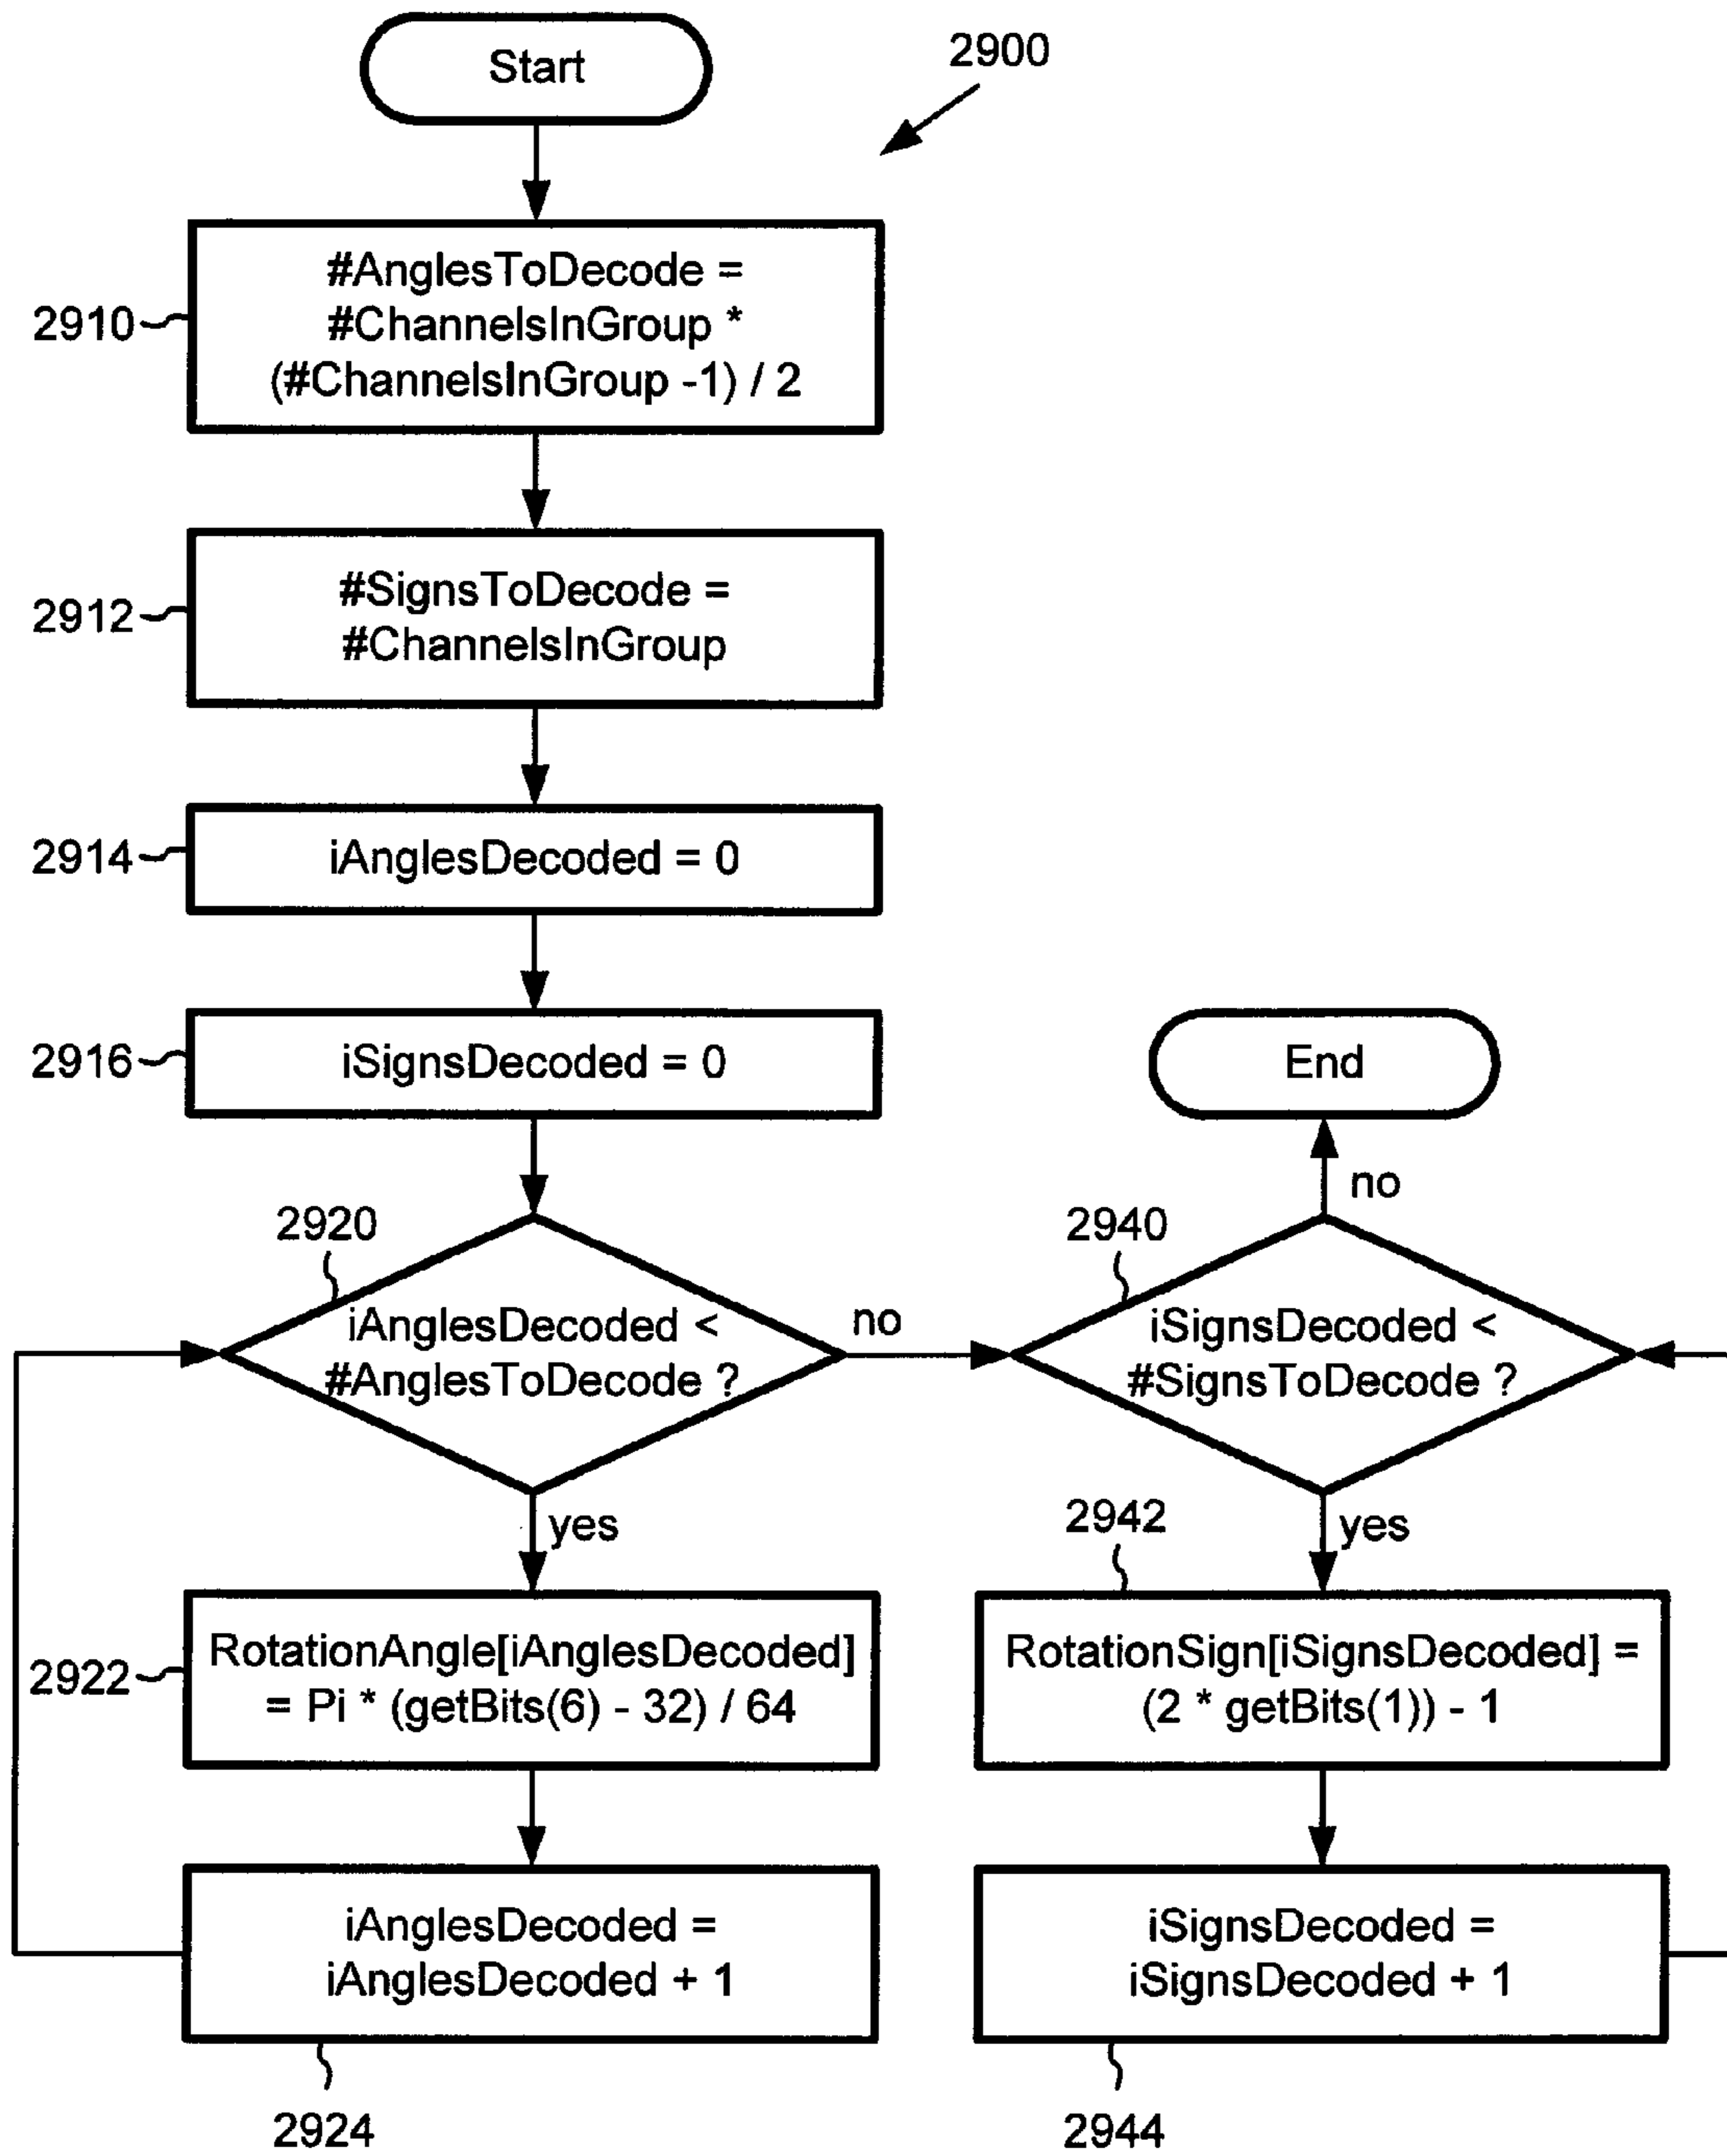 Start
2900
#AnglesToDecode =
#ChannelsInGroup *
(#ChannelsInGroup -1) / 2
2910
#SignsToDecode =
#ChannelsInGroup
2912
iAnglesDecoded = 0
2914
iSignsDecoded = 0
2916
End
no
2920
iAnglesDecoded <
#AnglesToDecode ?
no
2940
iSignsDecoded <
#SignsToDecode ?
yes
2942
yes
RotationAngle[iAnglesDecoded]
= Pi * (getBits(6) - 32) / 64
2922
RotationSign[iSignsDecoded] =
(2 * getBits(1)) - 1
iAnglesDecoded =
iAnglesDecoded + 1
2924
iSignsDecoded =
iSignsDecoded + 1
2944